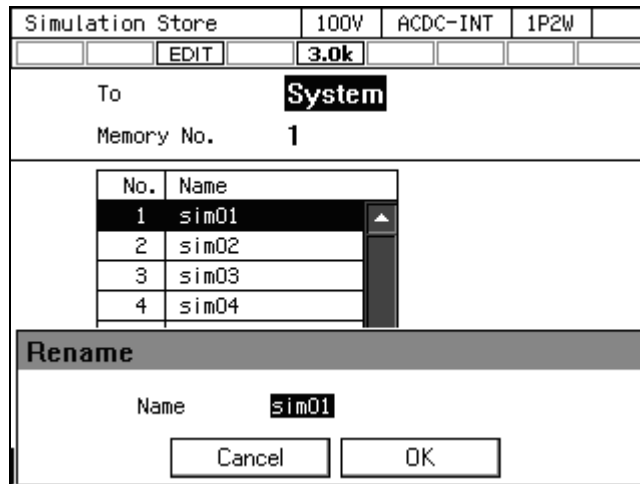 Simulation Store 100V ACDC-INT 1P2W
EDIT 3.0k
To System
Memory No. 1
No. Name
1 sim01
2 sim02
3 sim03
4 sim04
Rename
Name sim01
Cancel OK